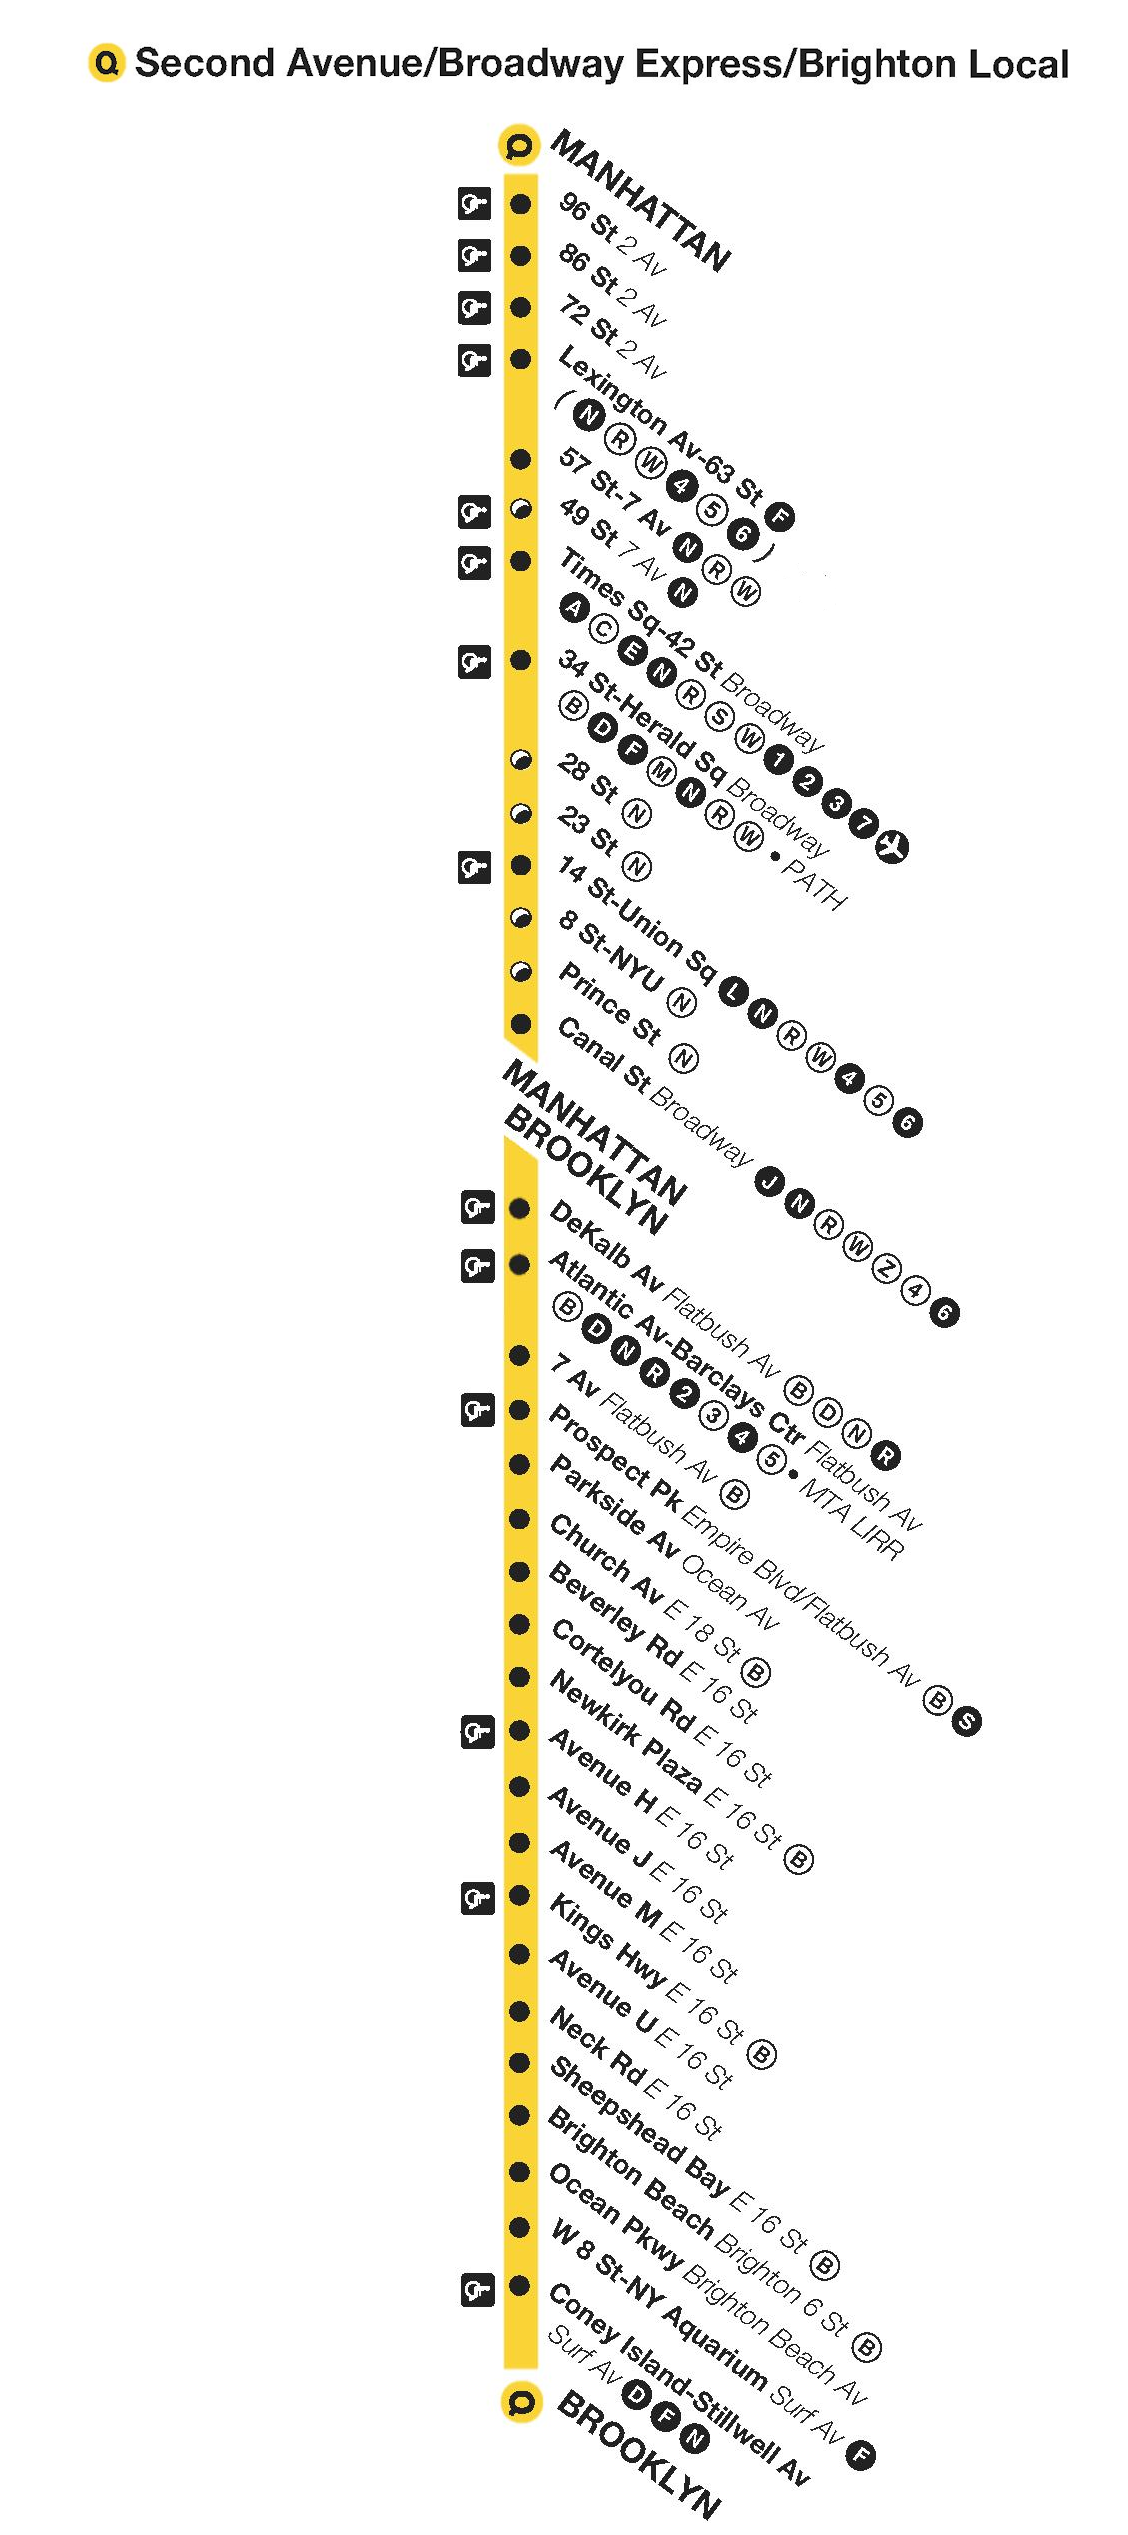 Q Second Avenue/Broadway Express/Brighton Local
Q MANHATTAN
96 St 2 Av
86 St 2 Av
72 St 2 Av
Lexington Av-63 St F
(N R W 4 5 6)
57 St-7 Av N R W
49 St 7 Av N
Times Sq-42 St Broadway
A C E N R S W 1 2 3 7
34 St-Herald Sq Broadway
B D F M N R W • PATH
28 St N
23 St N
14 St-Union Sq L N R W 4 5 6
8 St-NYU N
Prince St N
Canal St Broadway J N R W Z 4 6
MANHATTAN
BROOKLYN
DeKalb Av Flatbush Av B D N R
Atlantic Av-Barclays Ctr Flatbush Av
B D N R 2 3 4 5 • MTA LIRR
7 Av Flatbush Av B
Prospect Pk Empire Blvd/Flatbush Av B S
Parkside Av Ocean Av
Church Av E 18 St B
Beverley Rd E 16 St
Cortelyou Rd E 16 St
Newkirk Plaza E 16 St B
Avenue H E 16 St
Avenue J E 16 St
Avenue M E 16 St
Kings Hwy E 16 St B
Avenue U E 16 St
Neck Rd E 16 St
Sheepshead Bay E 16 St B
Brighton Beach Brighton 6 St B
Ocean Pkwy Brighton Beach Av
W 8 St-NY Aquarium Surf Av F
Coney Island-Stillwell Av
Surf Av D F N
Q BROOKLYN